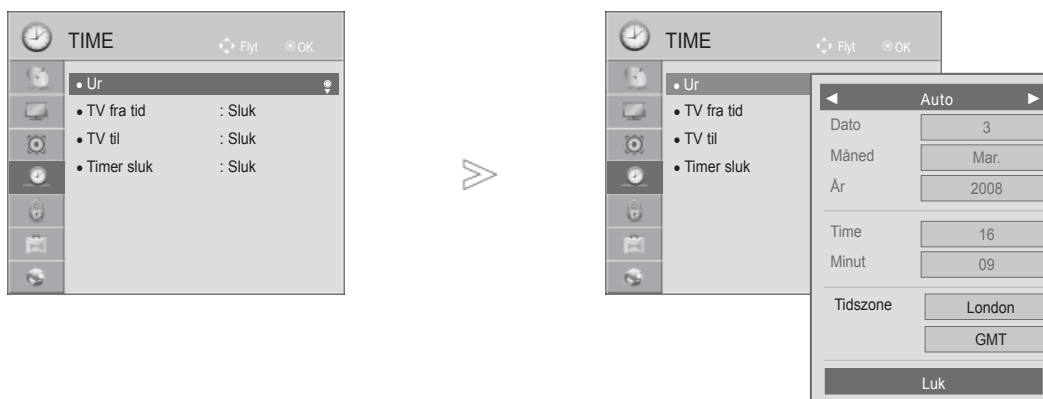 TIME Flyt OK
Ur
TV fra tid : Sluk
TV til : Sluk
Timer sluk : Sluk
TIME Flyt OK
Ur
TV fra tid
TV til
Timer sluk
Auto
Dato 3
Måned Mar.
År 2008
Time 16
Minut 09
Tidszone London
GMT
Luk